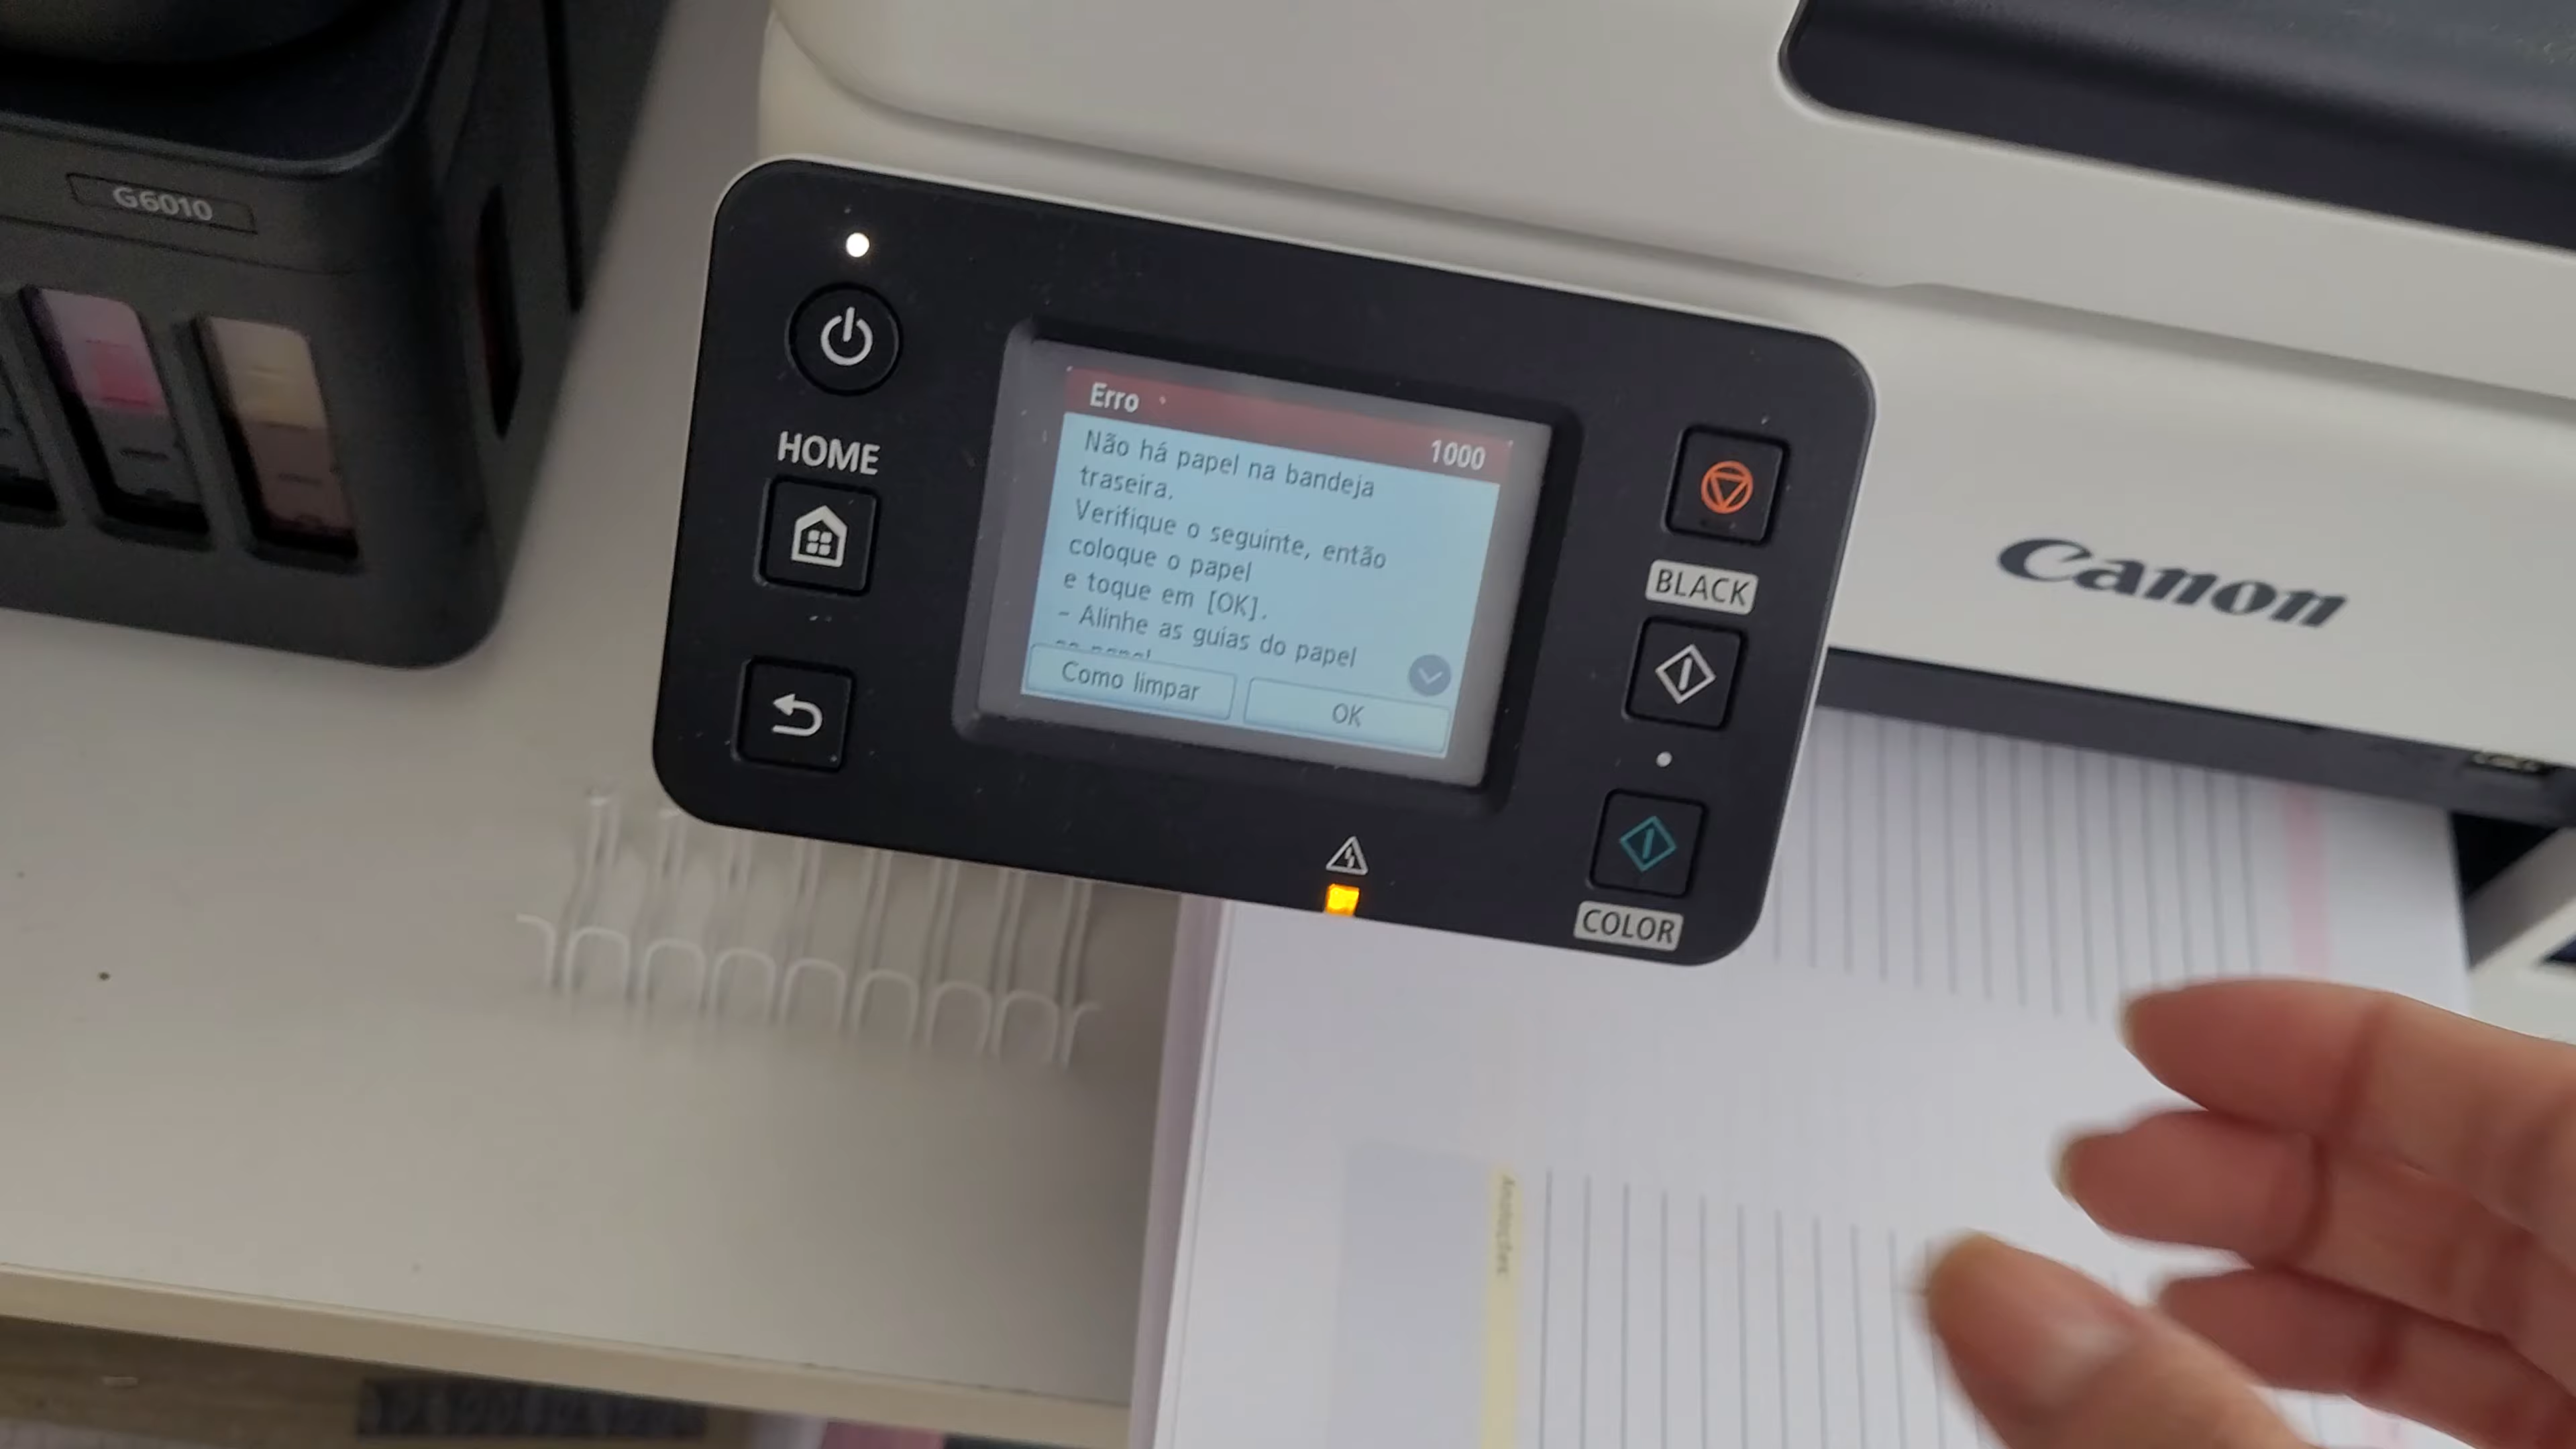 G6010
HOME
Erro
1000
Não há papel na bandeja
traseira.
Verifique o seguinte, então
coloque o papel
e toque em [OK].
- Alinhe as guias do papel
Como limpar
OK
BLACK
COLOR
Canon
Anotações